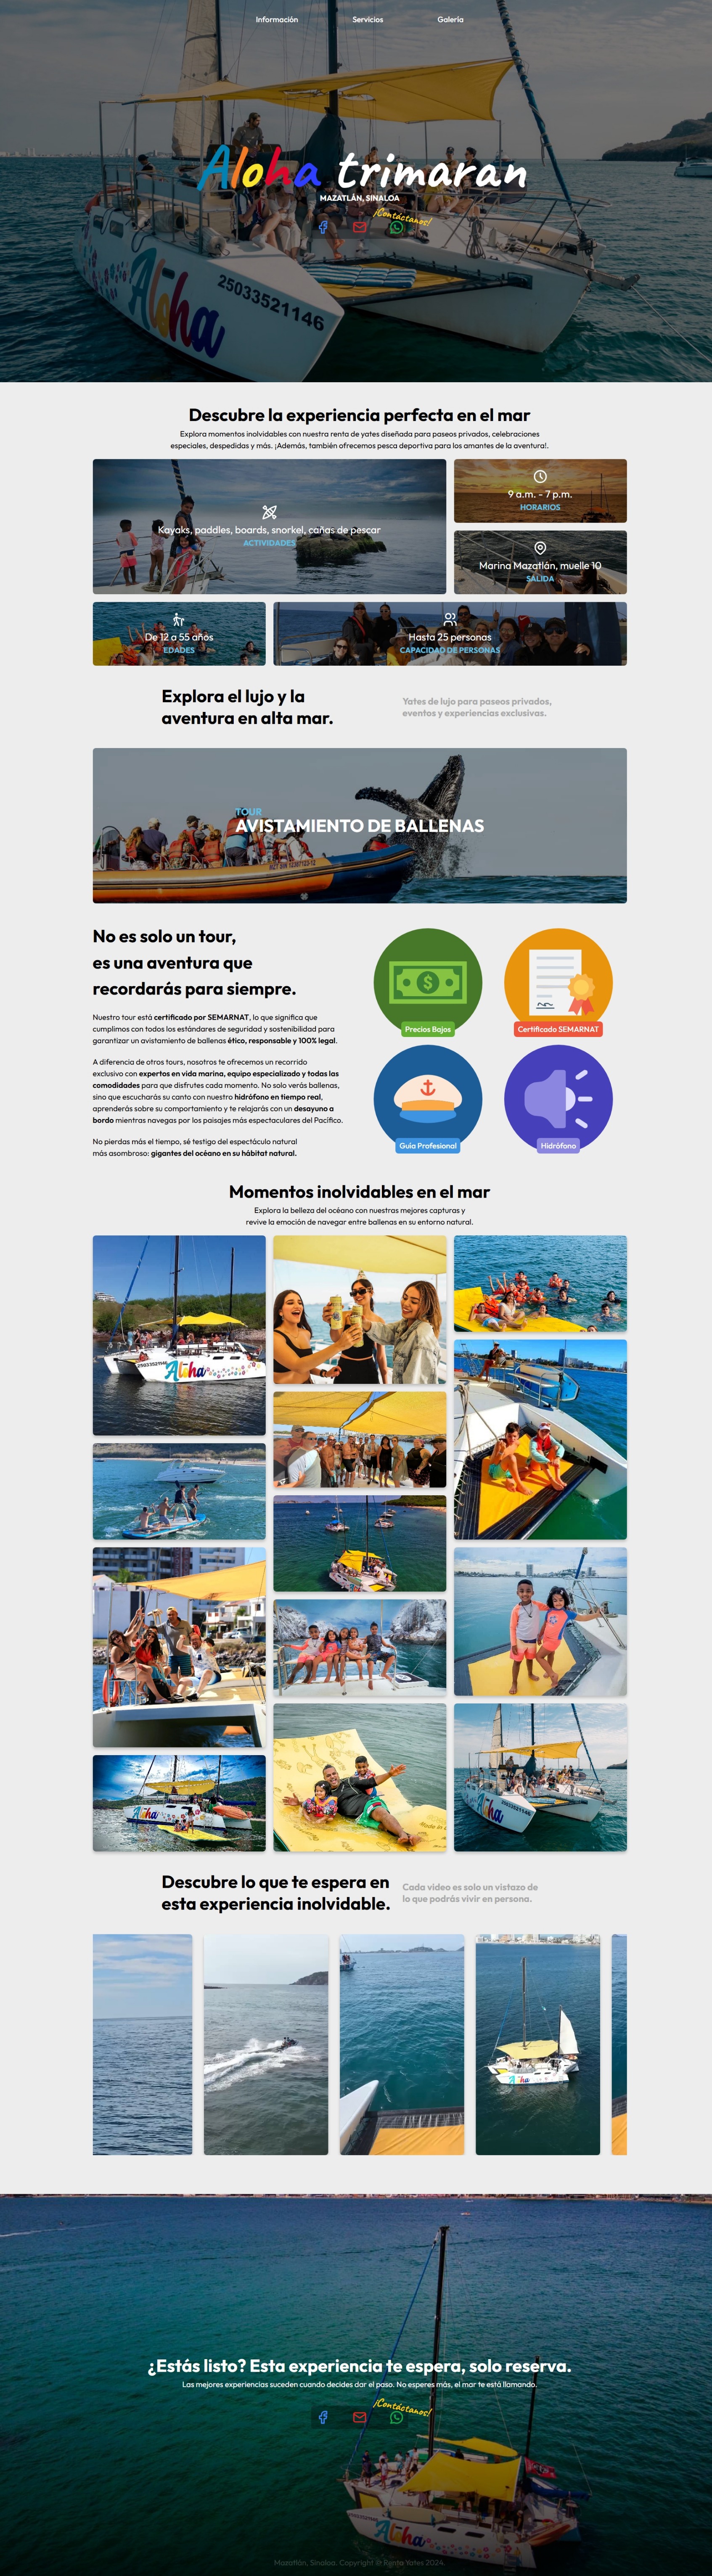 Información Servicios Galería
Aloha trimaran
MAZATLÁN, SINALOA
¡Contáctanos!
Aloha
25033521146
Descubre la experiencia perfecta en el mar
Explora momentos inolvidables con nuestra renta de yates diseñada para paseos privados, celebraciones
especiales, despedidas y más. ¡Además, también ofrecemos pesca deportiva para los amantes de la aventura!.
Kayaks, paddles, boards, snorkel, cañas de pescar
ACTIVIDADES
9 a.m. - 7 p.m.
HORARIOS
Marina Mazatlán, muelle 10
SALIDA
De 12 a 55 años
EDADES
Hasta 25 personas
CAPACIDAD DE PERSONAS
Explora el lujo y la
aventura en alta mar.
Yates de lujo para paseos privados,
eventos y experiencias exclusivas.
TOUR
AVISTAMIENTO DE BALLENAS
No es solo un tour,
es una aventura que
recordarás para siempre.
Nuestro tour está certificado por SEMARNAT, lo que significa que
cumplimos con todos los estándares de seguridad y sostenibilidad para
garantizar un avistamiento de ballenas ético, responsable y 100% legal.
A diferencia de otros tours, nosotros te ofrecemos un recorrido
exclusivo con expertos en vida marina, equipo especializado y todas las
comodidades para que disfrutes cada momento. No solo verás ballenas,
sino que escucharás su canto con nuestro hidrófono en tiempo real,
aprenderás sobre su comportamiento y te relajarás con un desayuno a
bordo mientras navegas por los paisajes más espectaculares del Pacífico.
No pierdas más el tiempo, sé testigo del espectáculo natural
más asombroso: gigantes del océano en su hábitat natural.
$
Precios Bajos
Certificado SEMARNAT
Guía Profesional
Hidrófono
Momentos inolvidables en el mar
Explora la belleza del océano con nuestras mejores capturas y
revive la emoción de navegar entre ballenas en su entorno natural.
Aloha
Aloha
Aloha
25033521146
Descubre lo que te espera en
esta experiencia inolvidable.
Cada video es solo un vistazo de
lo que podrás vivir en persona.
¿Estás listo? Esta experiencia te espera, solo reserva.
Las mejores experiencias suceden cuando decides dar el paso. No esperes más, el mar te está llamando.
¡Contáctanos!
Aloha
Mazatlán, Sinaloa. Copyright © Renta Yates 2024.